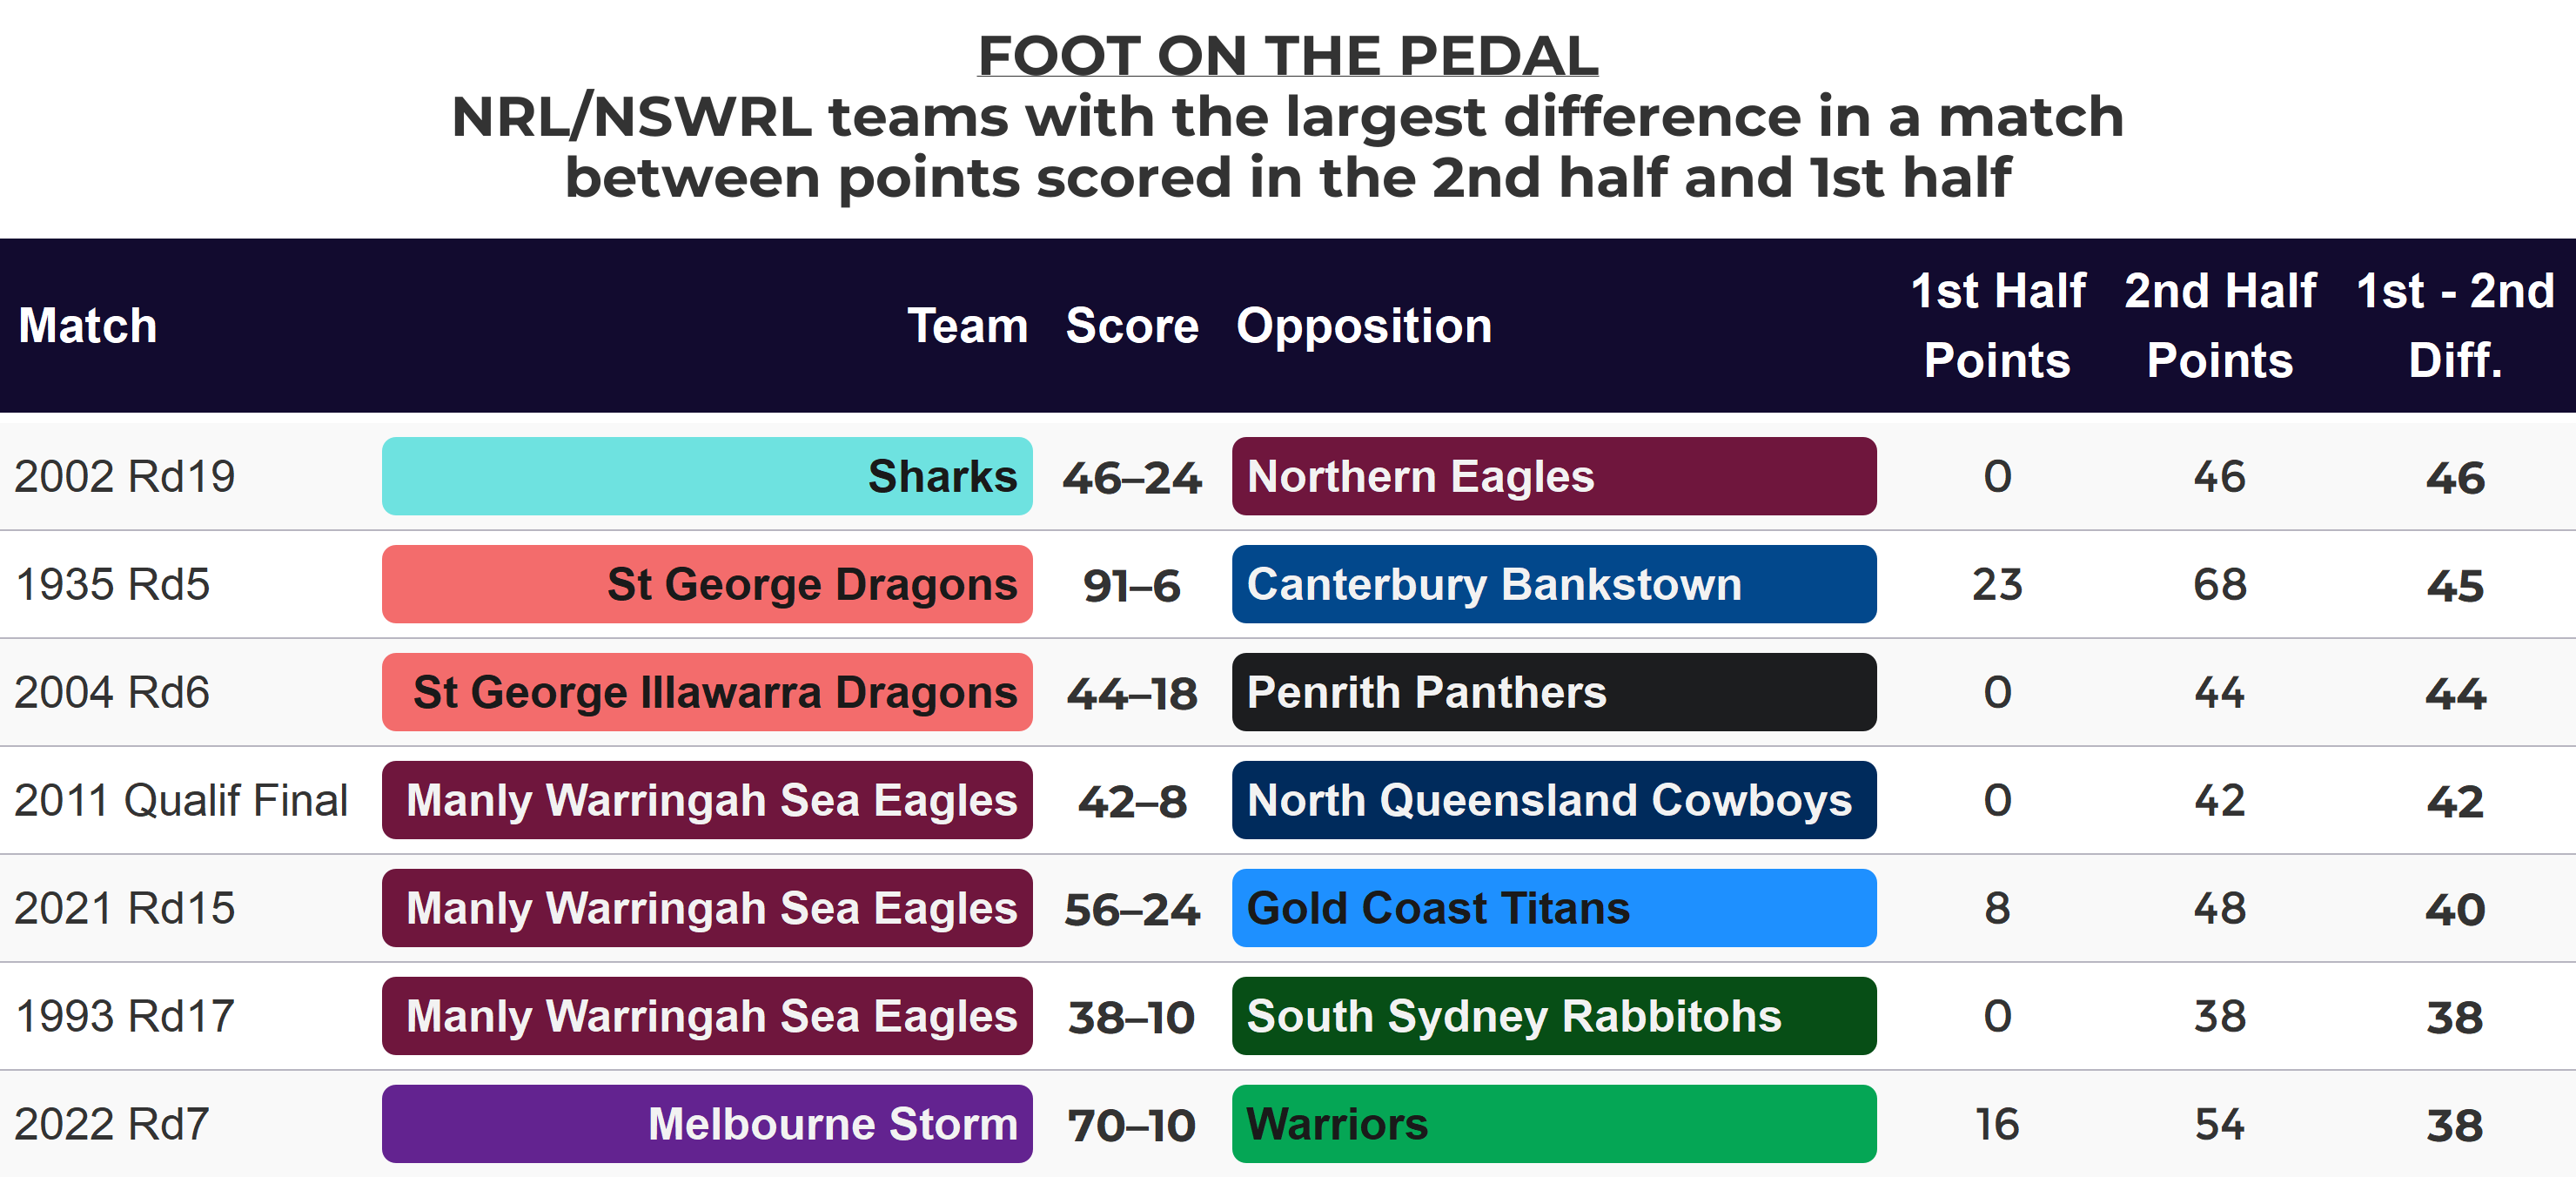 FOOT ON THE PEDAL
NRL/NSWRL teams with the largest difference in a match
between points scored in the 2nd half and 1st half
Match Team Score Opposition 1st Half Points 2nd Half Points 1st - 2nd Diff.
2002 Rd19 Sharks 46–24 Northern Eagles 0 46 46
1935 Rd5 St George Dragons 91–6 Canterbury Bankstown 23 68 45
2004 Rd6 St George Illawarra Dragons 44–18 Penrith Panthers 0 44 44
2011 Qualif Final Manly Warringah Sea Eagles 42–8 North Queensland Cowboys 0 42 42
2021 Rd15 Manly Warringah Sea Eagles 56–24 Gold Coast Titans 8 48 40
1993 Rd17 Manly Warringah Sea Eagles 38–10 South Sydney Rabbitohs 0 38 38
2022 Rd7 Melbourne Storm 70–10 Warriors 16 54 38